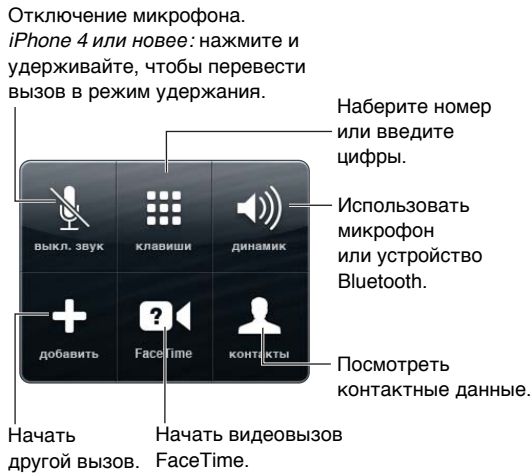 Отключение микрофона.
iPhone 4 или новее: нажмите и
удерживайте, чтобы перевести
вызов в режим удержания.
Наберите номер
или введите
цифры.
выкл. звук
клавиши
динамик
Использовать
микрофон
или устройство
Bluetooth.
добавить
FaceTime
контакты
Посмотреть
контактные данные.
Начать
другой вызов.
Начать видеовызов
FaceTime.